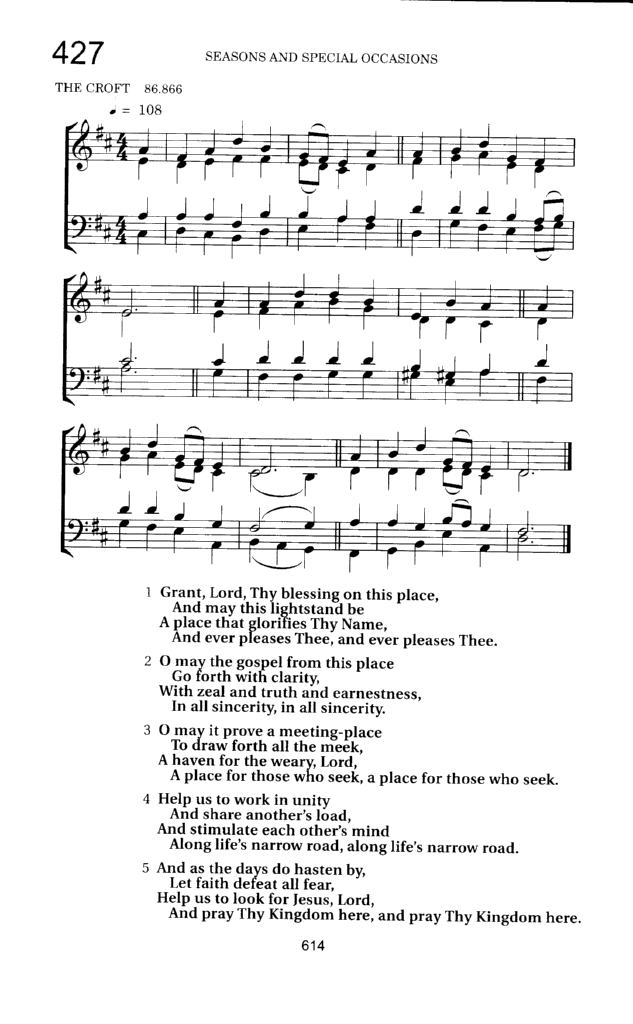 427
SEASONS AND SPECIAL OCCASIONS
THE CROFT 86.866
♩ = 108
1 Grant, Lord, Thy blessing on this place,
And may this lightstand be
A place that glorifies Thy Name,
And ever pleases Thee, and ever pleases Thee.
2 O may the gospel from this place
Go forth with clarity,
With zeal and truth and earnestness,
In all sincerity, in all sincerity.
3 O may it prove a meeting-place
To draw forth all the meek,
A haven for the weary, Lord,
A place for those who seek, a place for those who seek.
4 Help us to work in unity
And share another's load,
And stimulate each other's mind
Along life's narrow road, along life's narrow road.
5 And as the days do hasten by,
Let faith defeat all fear,
Help us to look for Jesus, Lord,
And pray Thy Kingdom here, and pray Thy Kingdom here.
614